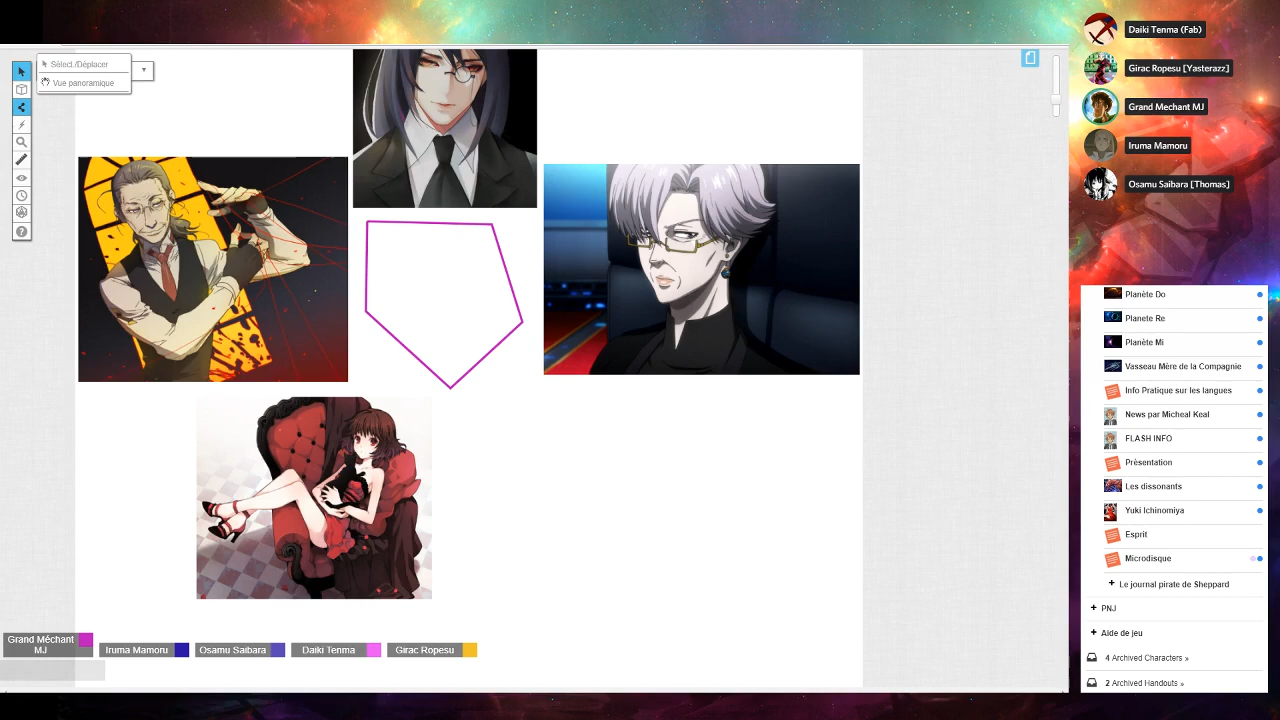 Sélect./Déplacer
Vue panoramique
Daiki Tenma (Fab)
Girac Ropesu [Yasterazz]
Grand Mechant MJ
Iruma Mamoru
Osamu Saibara [Thomas]
Planète Do
Planete Re
Planète Mi
Vasseau Mère de la Compagnie
Info Pratique sur les langues
News par Micheal Keal
FLASH INFO
Prèsentation
Les dissonants
Yuki Ichinomiya
Esprit
Microdisque
+ Le journal pirate de Sheppard
+ PNJ
+ Aide de jeu
4 Archived Characters »
2 Archived Handouts »
Grand Méchant
MJ
Iruma Mamoru
Osamu Saibara
Daiki Tenma
Girac Ropesu